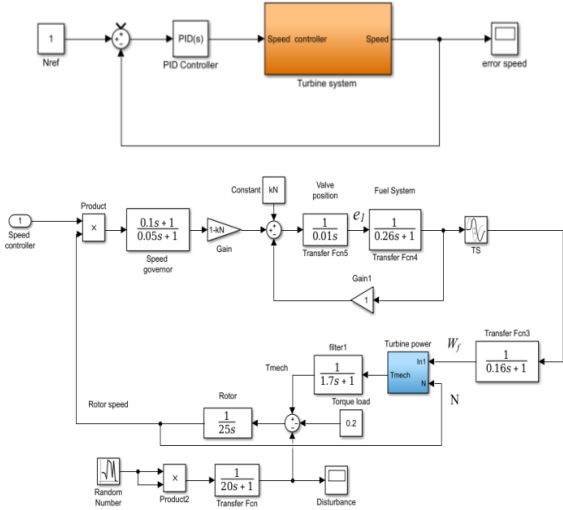 1
Nref
PID(s)
PID Controller
Speed controller
Speed
Turbine system
error speed
Constant
kN
Valve
position
Fuel System
1
Speed
controller
Product
×
0.1s + 1
0.05s + 1
Speed
governor
1-kN
Gain
1
0.01s
Transfer Fcn5
e1
1
0.26s + 1
Transfer Fcn4
TS
Gain1
1
Transfer Fcn3
1
0.16s + 1
Wf
Turbine power
In1
Tmech
N
N
filter1
1
1.7s + 1
Tmech
Torque load
0.2
Rotor
1
25s
Rotor speed
Random
Number
×
Product2
1
20s + 1
Transfer Fcn
Disturbance